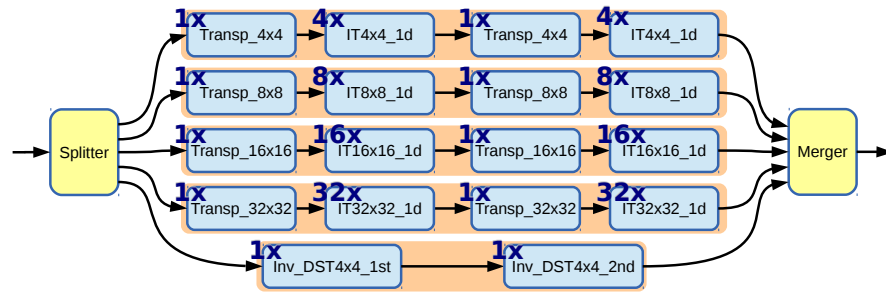 1x 4x 1x 4x
Transp_4x4 IT4x4_1d Transp_4x4 IT4x4_1d
1x 8x 1x 8x
Transp_8x8 IT8x8_1d Transp_8x8 IT8x8_1d
1x 16x 1x 16x
Splitter Transp_16x16 IT16x16_1d Transp_16x16 IT16x16_1d Merger
1x 32x 1x 32x
Transp_32x32 IT32x32_1d Transp_32x32 IT32x32_1d
1x 1x
Inv_DST4x4_1st Inv_DST4x4_2nd